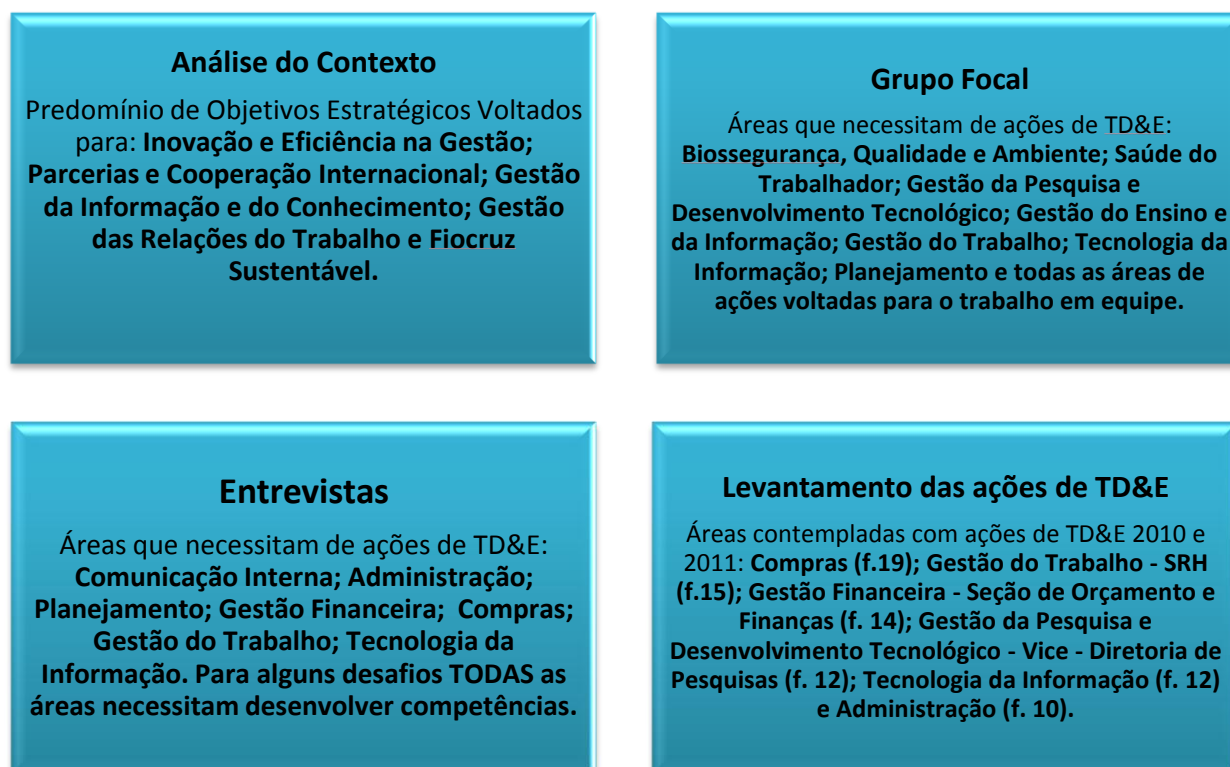 Análise do Contexto
Predomínio de Objetivos Estratégicos Voltados
para: Inovação e Eficiência na Gestão;
Parcerias e Cooperação Internacional; Gestão
da Informação e do Conhecimento; Gestão
das Relações do Trabalho e Fiocruz
Sustentável.
Grupo Focal
Áreas que necessitam de ações de TD&E:
Biossegurança, Qualidade e Ambiente; Saúde do
Trabalhador; Gestão da Pesquisa e
Desenvolvimento Tecnológico; Gestão do Ensino e
da Informação; Gestão do Trabalho; Tecnologia da
Informação; Planejamento e todas as áreas de
ações voltadas para o trabalho em equipe.
Entrevistas
Áreas que necessitam de ações de TD&E:
Comunicação Interna; Administração;
Planejamento; Gestão Financeira; Compras;
Gestão do Trabalho; Tecnologia da
Informação. Para alguns desafios TODAS as
áreas necessitam desenvolver competências.
Levantamento das ações de TD&E
Áreas contempladas com ações de TD&E 2010 e
2011: Compras (f.19); Gestão do Trabalho - SRH
(f.15); Gestão Financeira - Seção de Orçamento e
Finanças (f. 14); Gestão da Pesquisa e
Desenvolvimento Tecnológico - Vice - Diretoria de
Pesquisas (f. 12); Tecnologia da Informação (f. 12)
e Administração (f. 10).